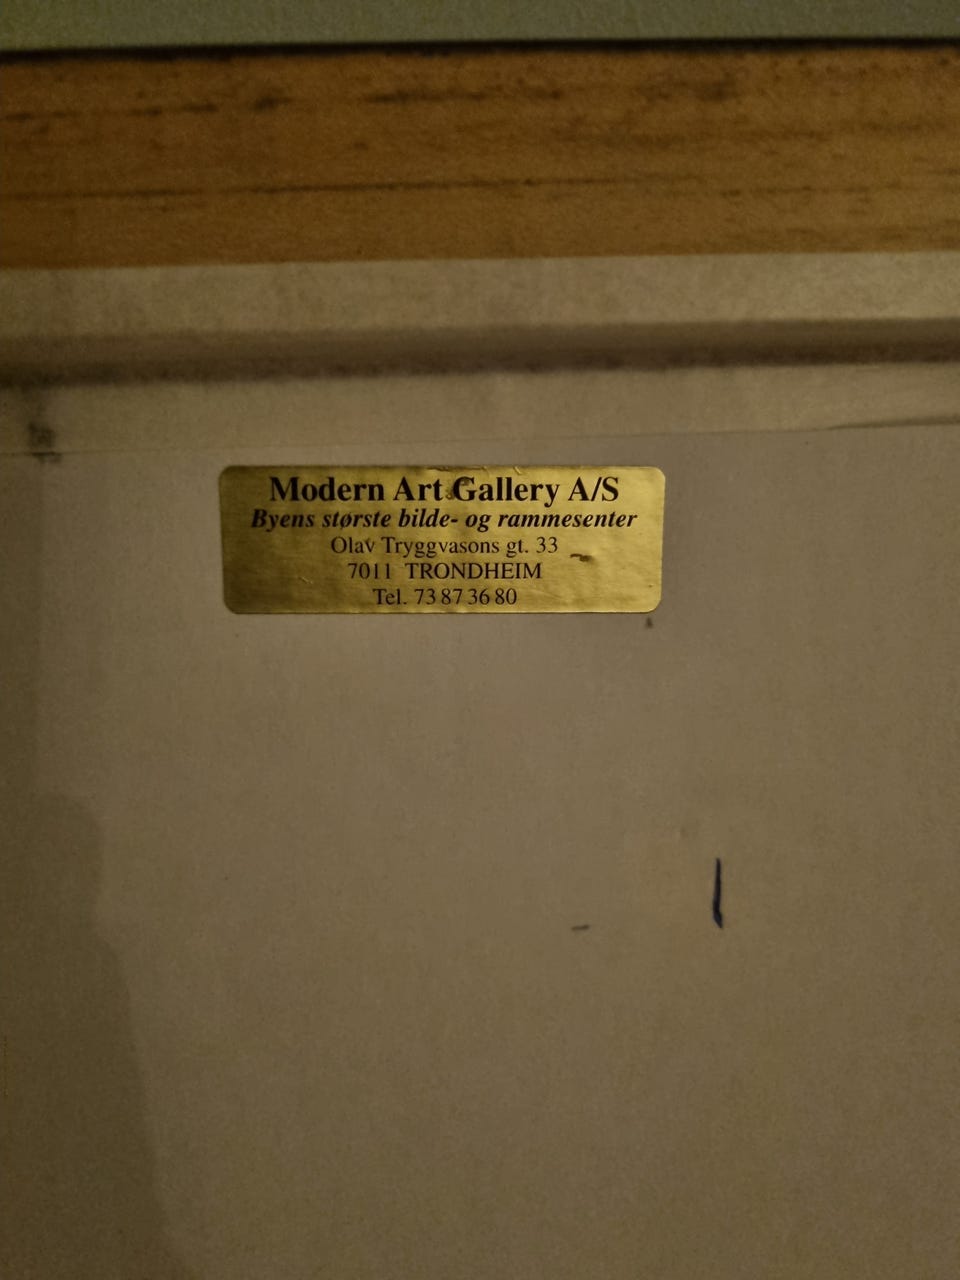 Modern Art Gallery A/S
Byens største bilde- og rammesenter
Olav Tryggvasons gt. 33
7011 TRONDHEIM
Tel. 73 87 36 80